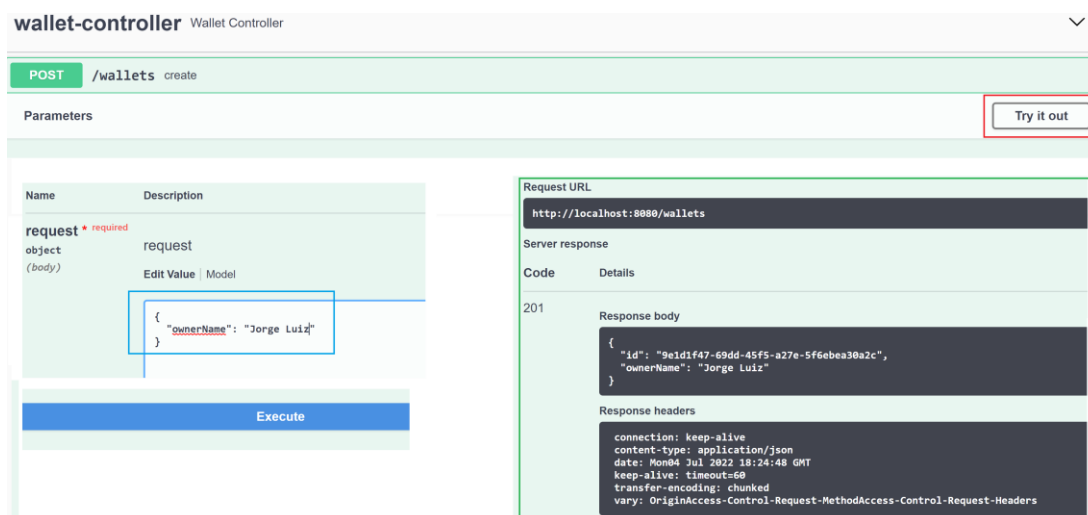 wallet-controller Wallet Controller
POST /wallets create
Parameters
Try it out
Name Description
request * required
object
(body)
request
Edit Value | Model
{
"ownerName": "Jorge Luiz"
}
Execute
Request URL
http://localhost:8080/wallets
Server response
Code Details
201
Response body
{
"id": "9e1d1f47-69dd-45f5-a27e-5f6ebea30a2c",
"ownerName": "Jorge Luiz"
}
Response headers
connection: keep-alive
content-type: application/json
date: Mon04 Jul 2022 18:24:48 GMT
keep-alive: timeout=60
transfer-encoding: chunked
vary: OriginAccess-Control-Request-MethodAccess-Control-Request-Headers